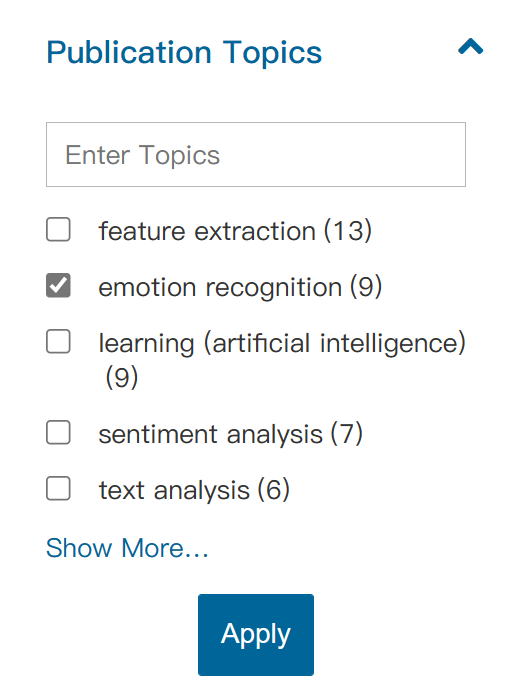 Publication Topics
Enter Topics
feature extraction (13)
emotion recognition (9)
learning (artificial intelligence)
(9)
sentiment analysis (7)
text analysis (6)
Show More...
Apply